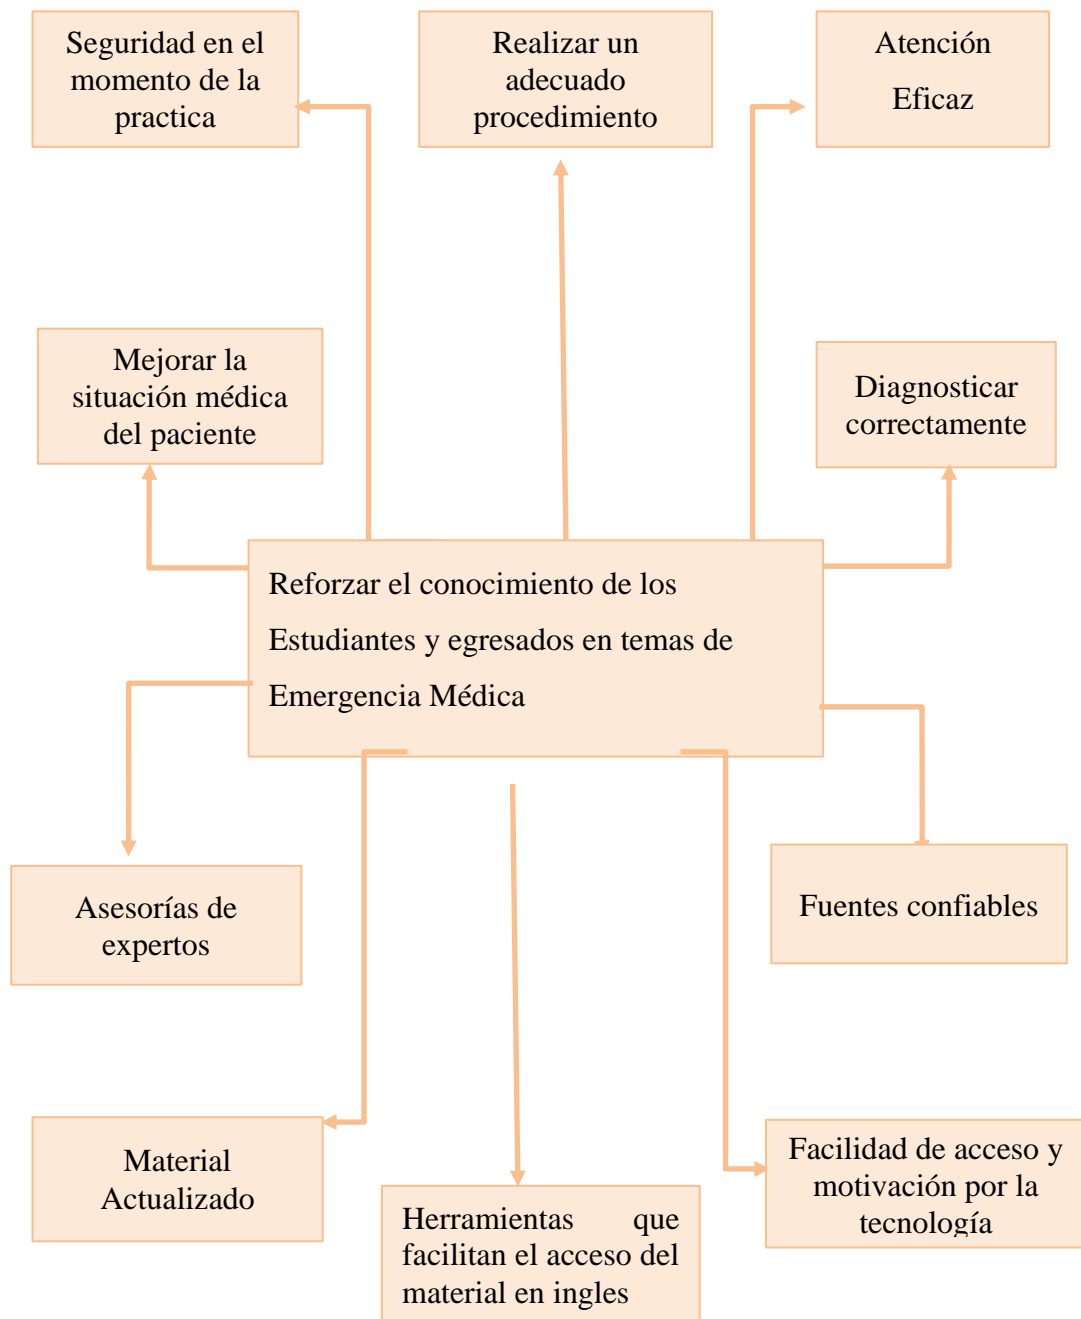 Seguridad en el
momento de la
practica
Realizar un
adecuado
procedimiento
Atención
Eficaz
Mejorar la
situación médica
del paciente
Diagnosticar
correctamente
Reforzar el conocimiento de los
Estudiantes y egresados en temas de
Emergencia Médica
Asesorías de
expertos
Fuentes confiables
Material
Actualizado
Herramientas que
facilitan el acceso del
material en ingles
Facilidad de acceso y
motivación por la
tecnología